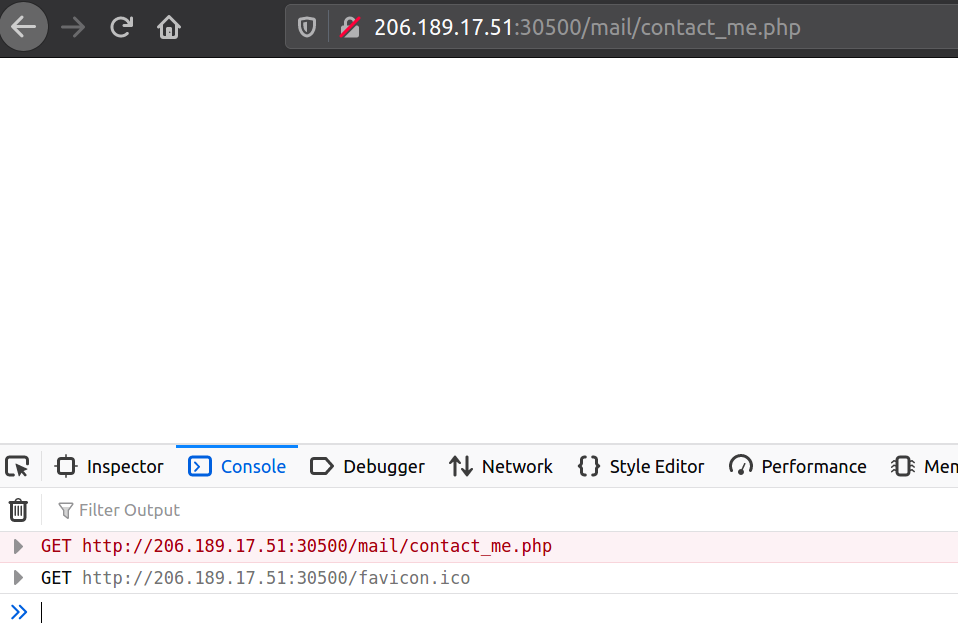 206.189.17.51:30500/mail/contact_me.php
Inspector Console Debugger Network Style Editor Performance Mem
Filter Output
GET http://206.189.17.51:30500/mail/contact_me.php
GET http://206.189.17.51:30500/favicon.ico